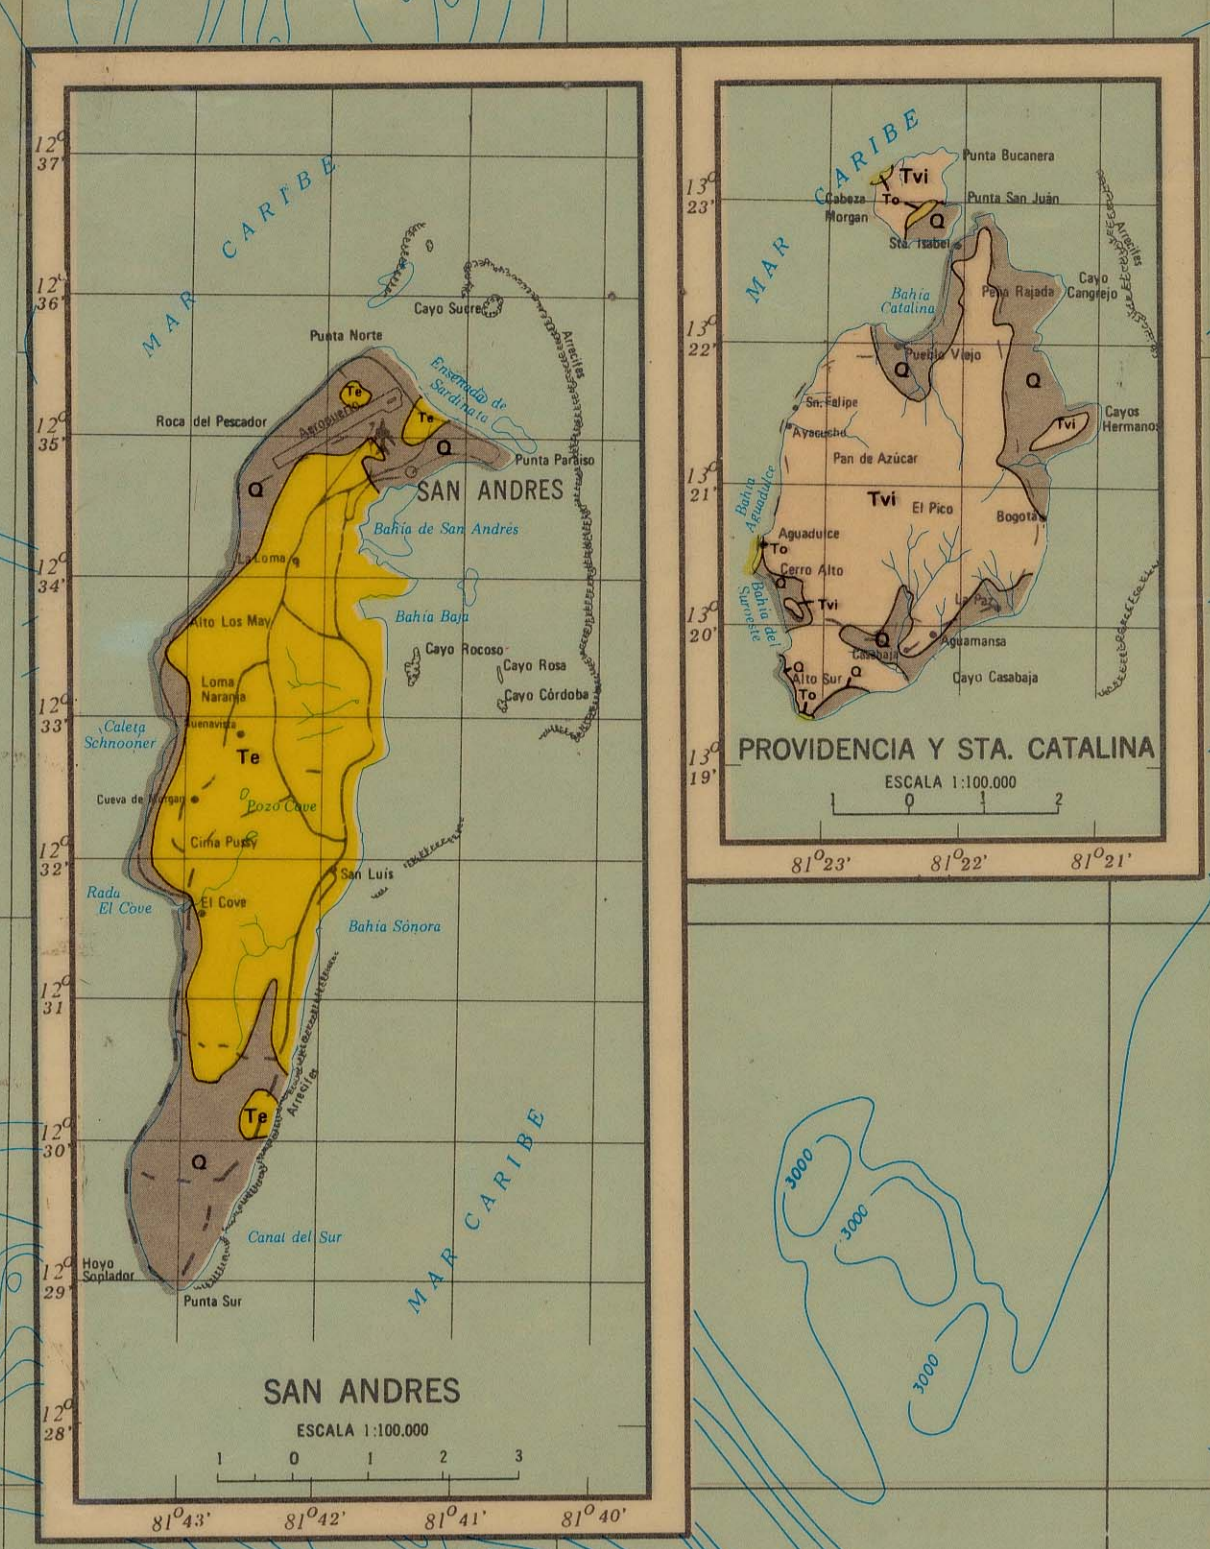 12° 37'
12° 36'
12° 35'
12° 34'
12° 33'
12° 32'
12° 31'
12° 30'
12° 29'
12° 28'
MAR CARIBE
Cayo Sucre
Punta Norte
Arrecifes
Ensenada de
Sardinata
Te
Roca del Pescador
Aeropuerto
Te
Q
Punta Paraiso
Q
SAN ANDRES
Bahía de San Andrés
La Loma
Bahía Baja
Alto Los May
Cayo Rocoso
Cayo Rosa
Loma
Naranja
Cayo Córdoba
Buenavista
Caleta
Schnooner
Te
Cueva de Morgan
Pozo Cove
Cima Pussy
San Luís
Rada
El Cove
El Cove
Bahía Sonora
Arrecifes
Te
Q
MAR CARIBE
Canal del Sur
Hoyo
Soplador
Punta Sur
SAN ANDRES
ESCALA 1:100.000
1 0 1 2 3
81°43' 81°42' 81°41' 81°40'
13° 23'
13° 22'
13° 21'
13° 20'
13° 19'
MAR CARIBE
Punta Bucanera
Tvi
To
Cabeza
Morgan
Punta San Juán
Q
Sta. Isabel
Arrecifes
Bahía
Catalina
Peña Rajada
Cayo
Cangrejo
Pueblo Viejo
Q
Q
Sn. Felipe
Cayos
Hermanos
Tvi
Ayacucho
Pan de Azúcar
Bahía
Aguadulce
Tvi
El Pico
Bogotá
Aguadulce
To
Cerro Alto
Q
Bahía del
Suroeste
Tvi
La Paz
Q
Aguamansa
Casabaja
Q
Alto Sur
Q
Cayo Casabaja
To
PROVIDENCIA Y STA. CATALINA
ESCALA 1:100.000
1 0 1 2
81°23' 81°22' 81°21'
3000
3000
3000